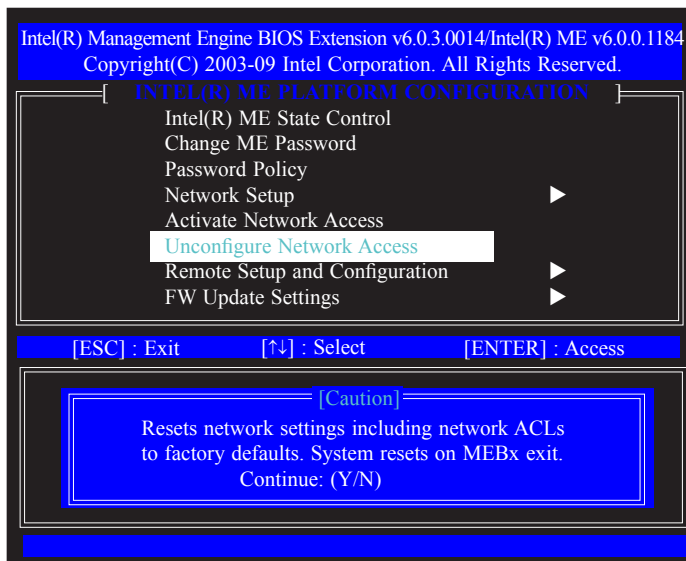 Intel(R) Management Engine BIOS Extension v6.0.3.0014/Intel(R) ME v6.0.0.1184
Copyright(C) 2003-09 Intel Corporation. All Rights Reserved.
[ INTEL(R) ME PLATFORM CONFIGURATION ]
Intel(R) ME State Control
Change ME Password
Password Policy
Network Setup ▶
Activate Network Access
Unconfigure Network Access
Remote Setup and Configuration ▶
FW Update Settings ▶
[ESC] : Exit [↑↓] : Select [ENTER] : Access
[Caution]
Resets network settings including network ACLs
to factory defaults. System resets on MEBx exit.
Continue: (Y/N)